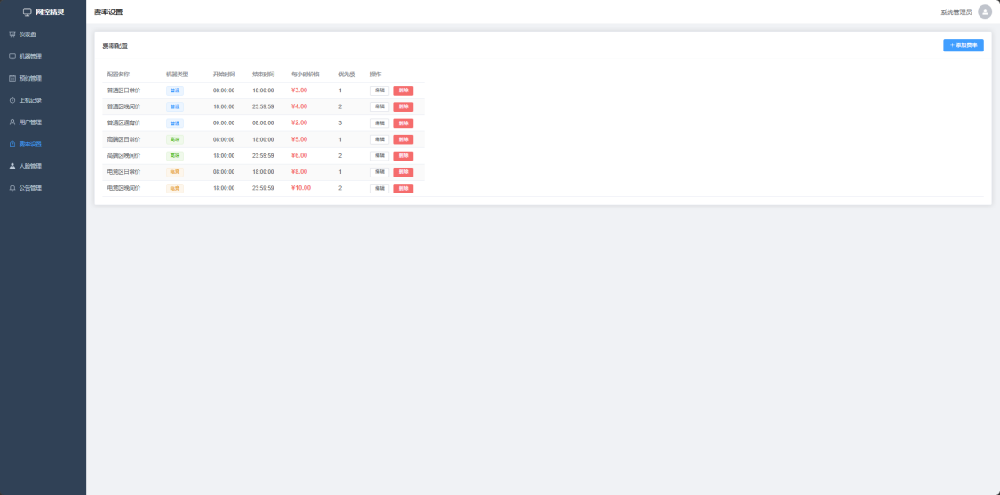 网控精灵
费率设置
系统管理员
仪表盘
机器管理
预约管理
上机记录
用户管理
费率设置
人脸管理
公告管理
费率配置
+ 添加费率
配置名称 机器类型 开始时间 结束时间 每小时价格 优先级 操作
普通区日常价 普通 08:00:00 18:00:00 ¥3.00 1 编辑 删除
普通区晚间价 普通 18:00:00 23:59:59 ¥4.00 2 编辑 删除
普通区通宵价 普通 00:00:00 08:00:00 ¥2.00 3 编辑 删除
高端区日常价 高端 08:00:00 18:00:00 ¥5.00 1 编辑 删除
高端区晚间价 高端 18:00:00 23:59:59 ¥6.00 2 编辑 删除
电竞区日常价 电竞 08:00:00 18:00:00 ¥8.00 1 编辑 删除
电竞区晚间价 电竞 18:00:00 23:59:59 ¥10.00 2 编辑 删除